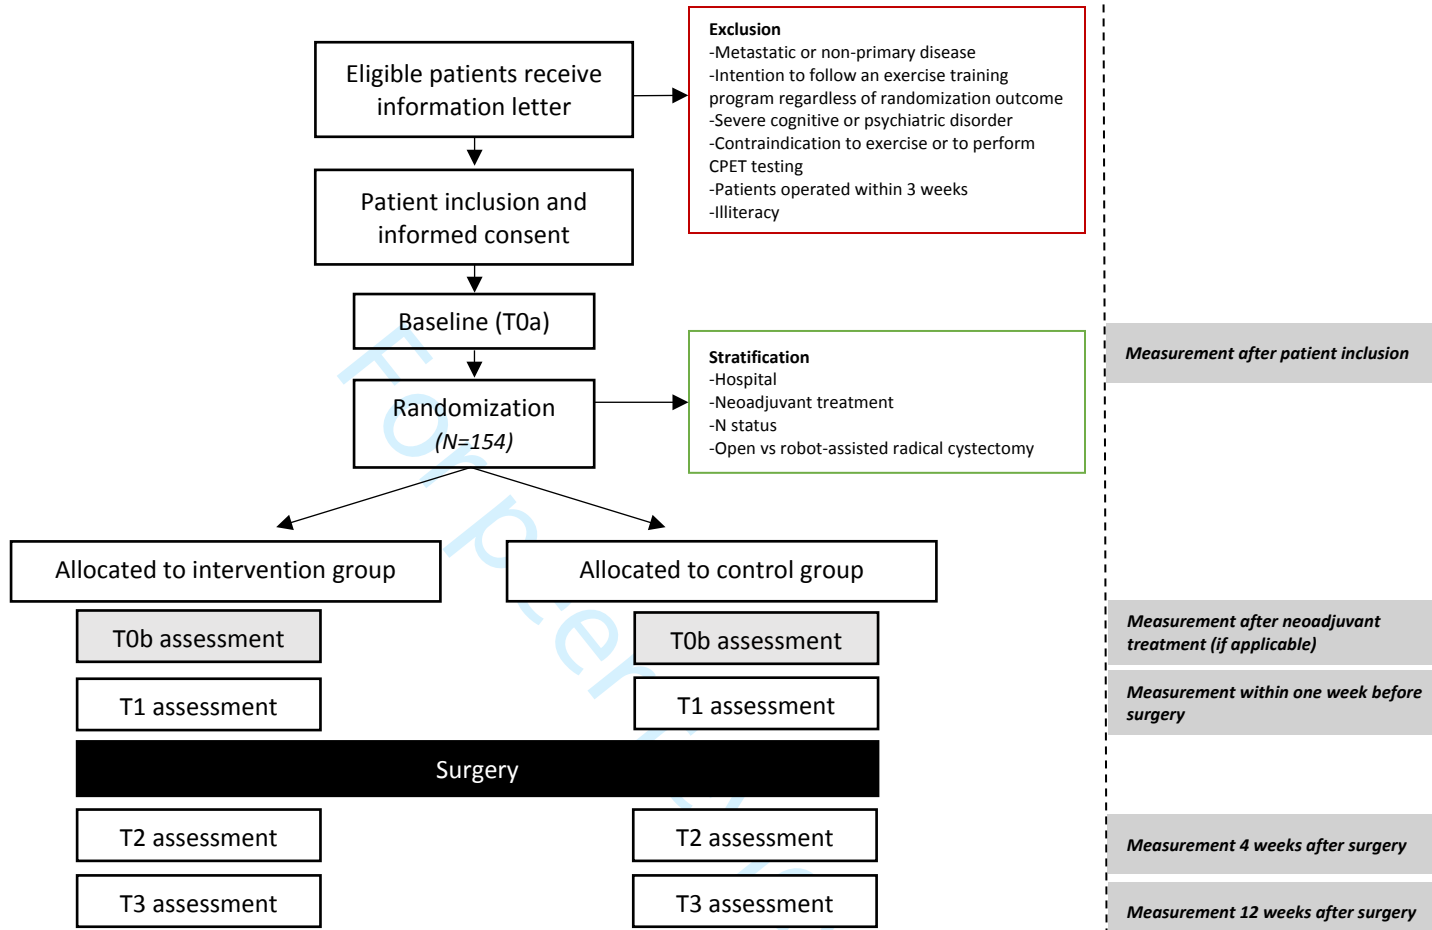 Eligible patients receive
information letter
Exclusion
-Metastatic or non-primary disease
-Intention to follow an exercise training
program regardless of randomization outcome
-Severe cognitive or psychiatric disorder
-Contraindication to exercise or to perform
CPET testing
-Patients operated within 3 weeks
-Illiteracy
Patient inclusion and
informed consent
Baseline (T0a)
Measurement after patient inclusion
Randomization
(N=154)
Stratification
-Hospital
-Neoadjuvant treatment
-N status
-Open vs robot-assisted radical cystectomy
Allocated to intervention group
Allocated to control group
T0b assessment
T0b assessment
Measurement after neoadjuvant
treatment (if applicable)
T1 assessment
T1 assessment
Measurement within one week before
surgery
Surgery
T2 assessment
T2 assessment
Measurement 4 weeks after surgery
T3 assessment
T3 assessment
Measurement 12 weeks after surgery
For peer